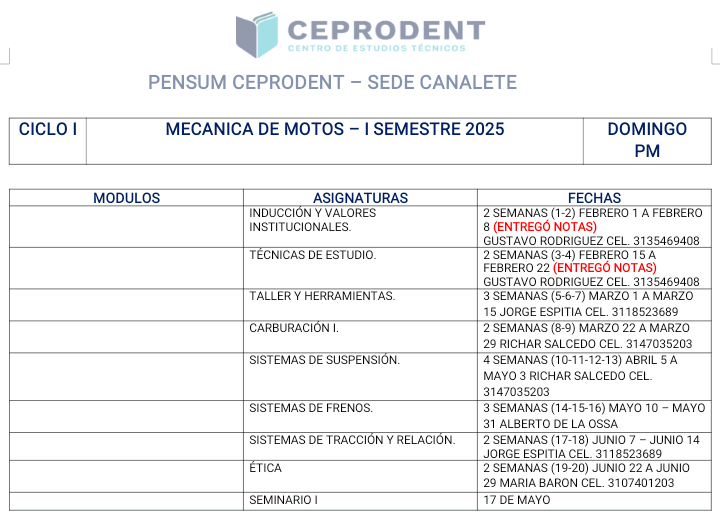 CEPRODENT
CENTRO DE ESTUDIOS TÉCNICOS
PENSUM CEPRODENT – SEDE CANALETE
CICLO I
MECANICA DE MOTOS – I SEMESTRE 2025
DOMINGO
PM
MODULOS
ASIGNATURAS
FECHAS
INDUCCIÓN Y VALORES
INSTITUCIONALES.
2 SEMANAS (1-2) FEBRERO 1 A FEBRERO
8 (ENTREGÓ NOTAS)
GUSTAVO RODRIGUEZ CEL. 3135469408
TÉCNICAS DE ESTUDIO.
2 SEMANAS (3-4) FEBRERO 15 A
FEBRERO 22 (ENTREGÓ NOTAS)
GUSTAVO RODRIGUEZ CEL. 3135469408
TALLER Y HERRAMIENTAS.
3 SEMANAS (5-6-7) MARZO 1 A MARZO
15 JORGE ESPITIA CEL. 3118523689
CARBURACIÓN I.
2 SEMANAS (8-9) MARZO 22 A MARZO
29 RICHAR SALCEDO CEL. 3147035203
SISTEMAS DE SUSPENSIÓN.
4 SEMANAS (10-11-12-13) ABRIL 5 A
MAYO 3 RICHAR SALCEDO CEL.
3147035203
SISTEMAS DE FRENOS.
3 SEMANAS (14-15-16) MAYO 10 – MAYO
31 ALBERTO DE LA OSSA
SISTEMAS DE TRACCIÓN Y RELACIÓN.
2 SEMANAS (17-18) JUNIO 7 – JUNIO 14
JORGE ESPITIA CEL. 3118523689
ÉTICA
2 SEMANAS (19-20) JUNIO 22 A JUNIO
29 MARIA BARON CEL. 3107401203
SEMINARIO I
17 DE MAYO